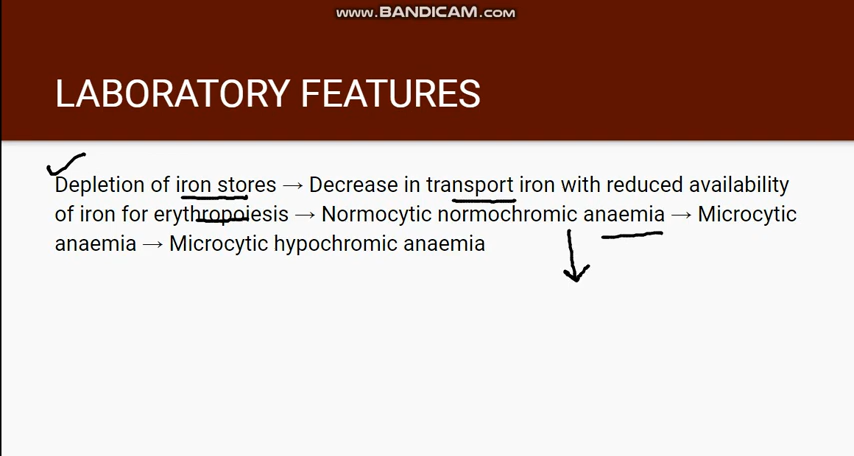 www.BANDICAM.com
LABORATORY FEATURES
Depletion of iron stores → Decrease in transport iron with reduced availability
of iron for erythropoiesis → Normocytic normochromic anaemia → Microcytic
anaemia → Microcytic hypochromic anaemia